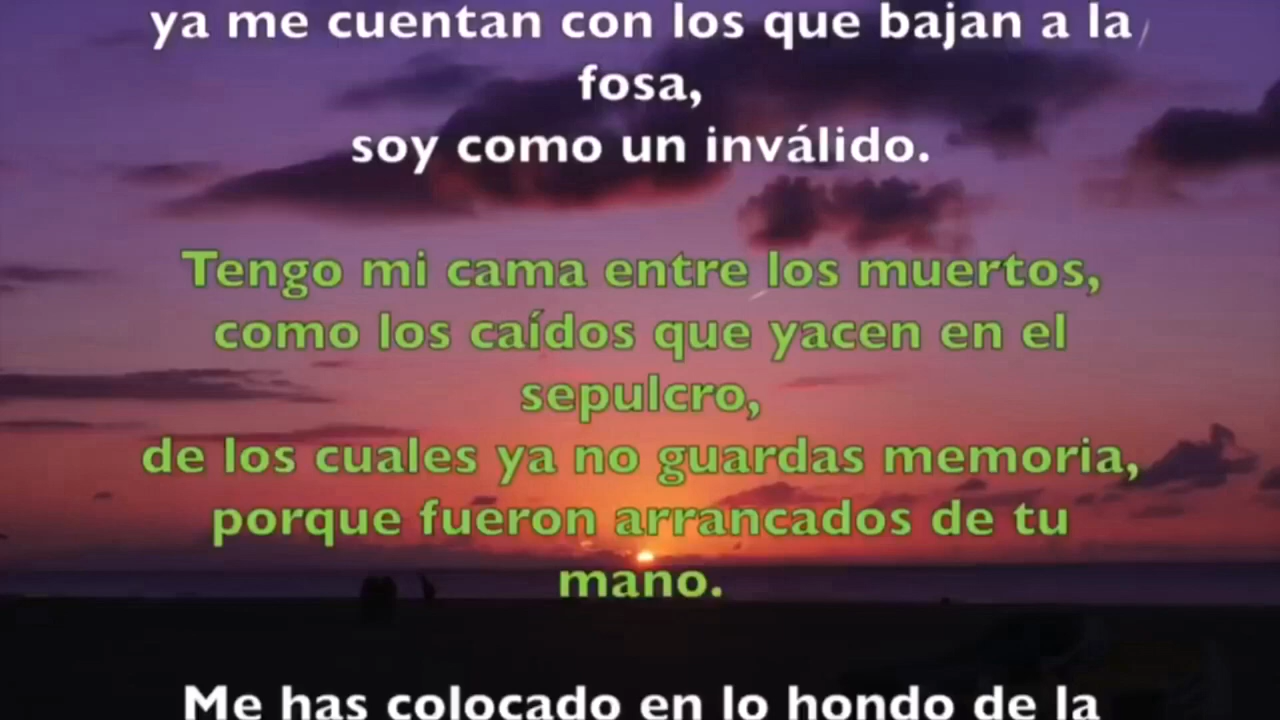 ya me cuentan con los que bajan a la
fosa,
soy como un inválido.
Tengo mi cama entre los muertos,
como los caídos que yacen en el
sepulcro,
de los cuales ya no guardas memoria,
porque fueron arrancados de tu
mano.
Me has colocado en lo hondo de la